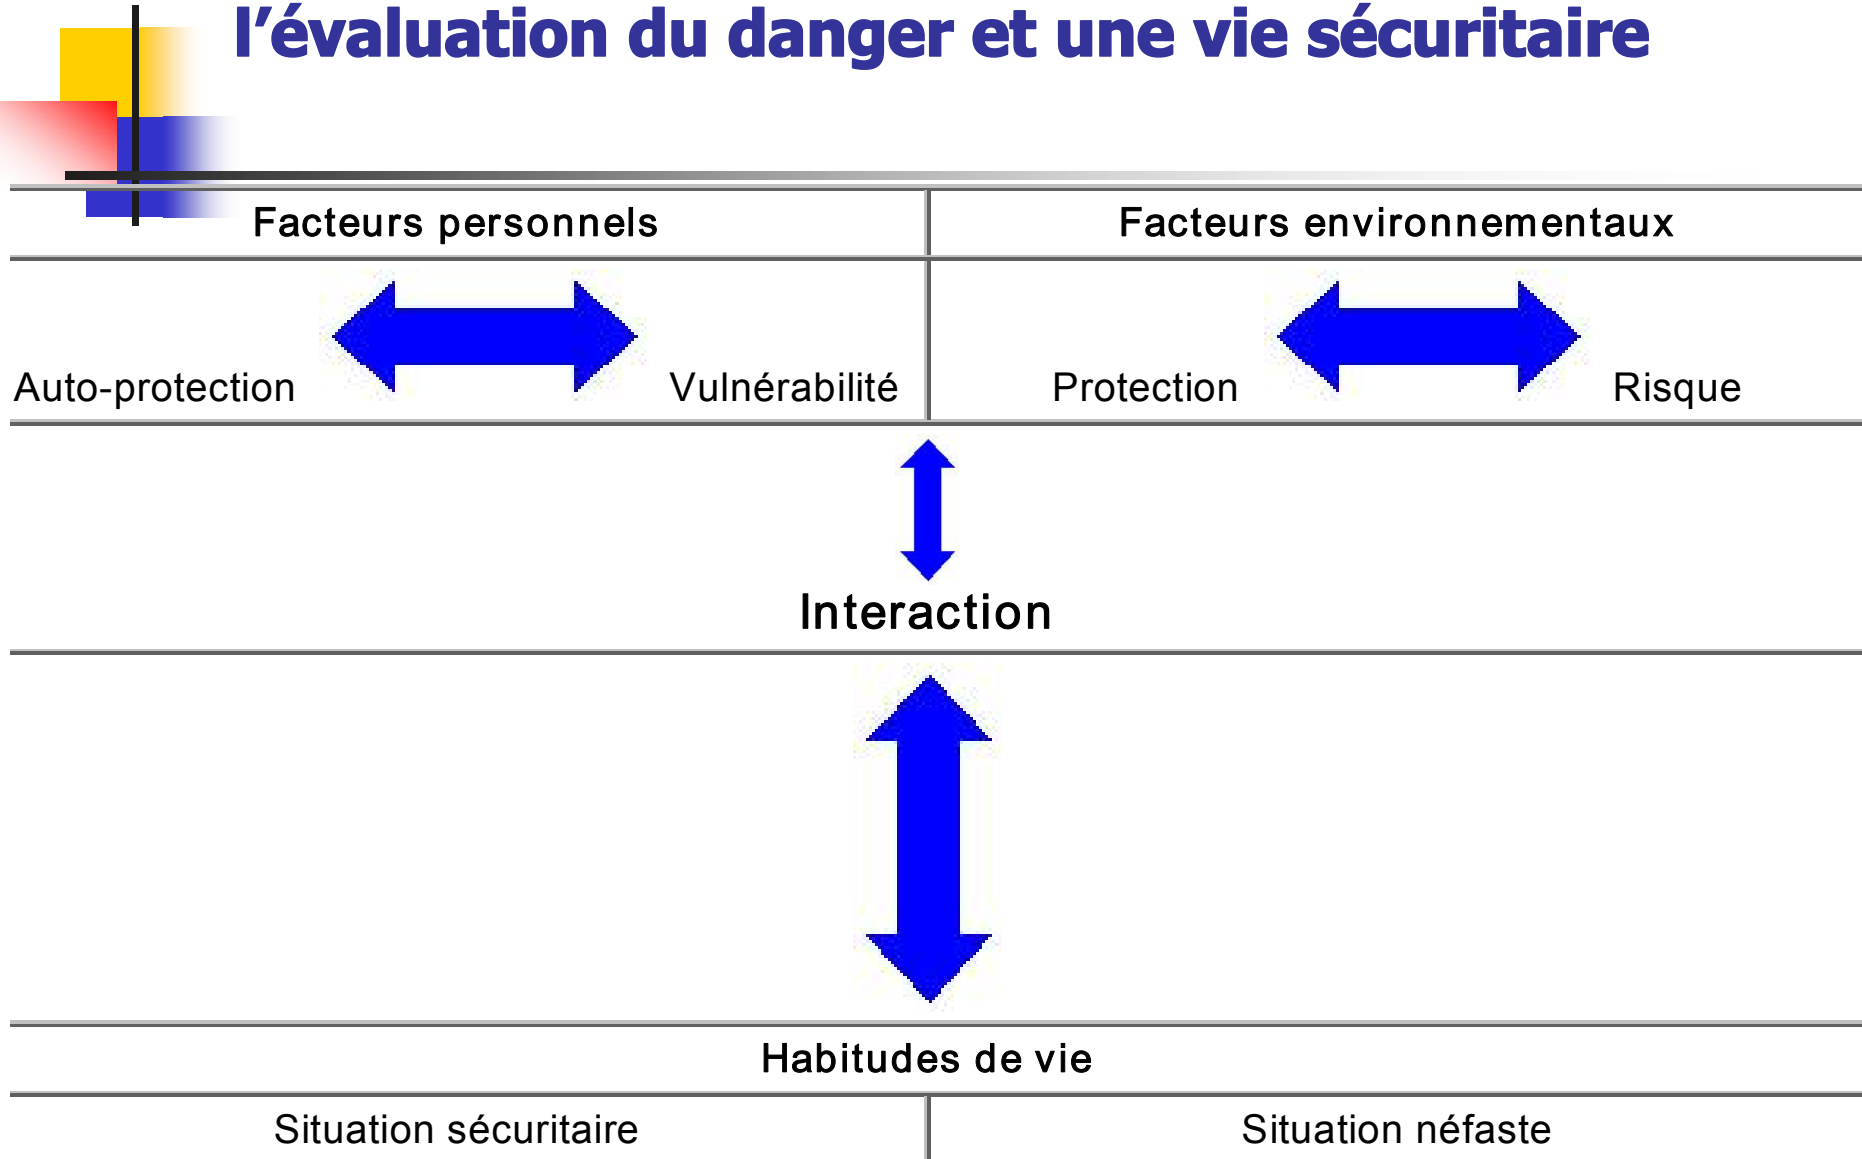 l’évaluation du danger et une vie sécuritaire
Facteurs personnels
Facteurs environnementaux
Auto-protection
Vulnérabilité
Protection
Risque
Interaction
Habitudes de vie
Situation sécuritaire
Situation néfaste